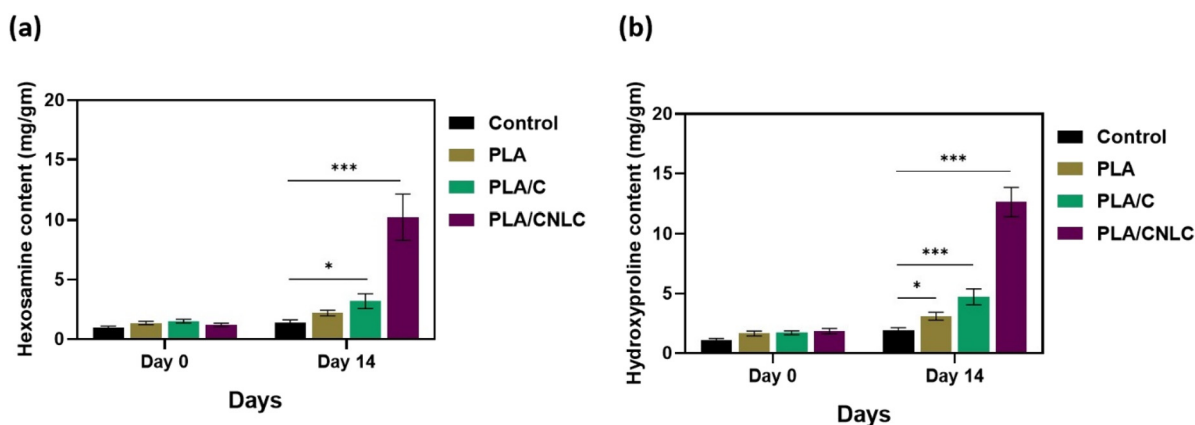 (a)
Hexosamine content (mg/gm)
20
15
10
5
0
***
*
Day 0
Day 14
Days
Control
PLA
PLA/C
PLA/CNLC
(b)
Hydroxyproline content (mg/gm)
20
15
10
5
0
***
***
*
Day 0
Day 14
Days
Control
PLA
PLA/C
PLA/CNLC